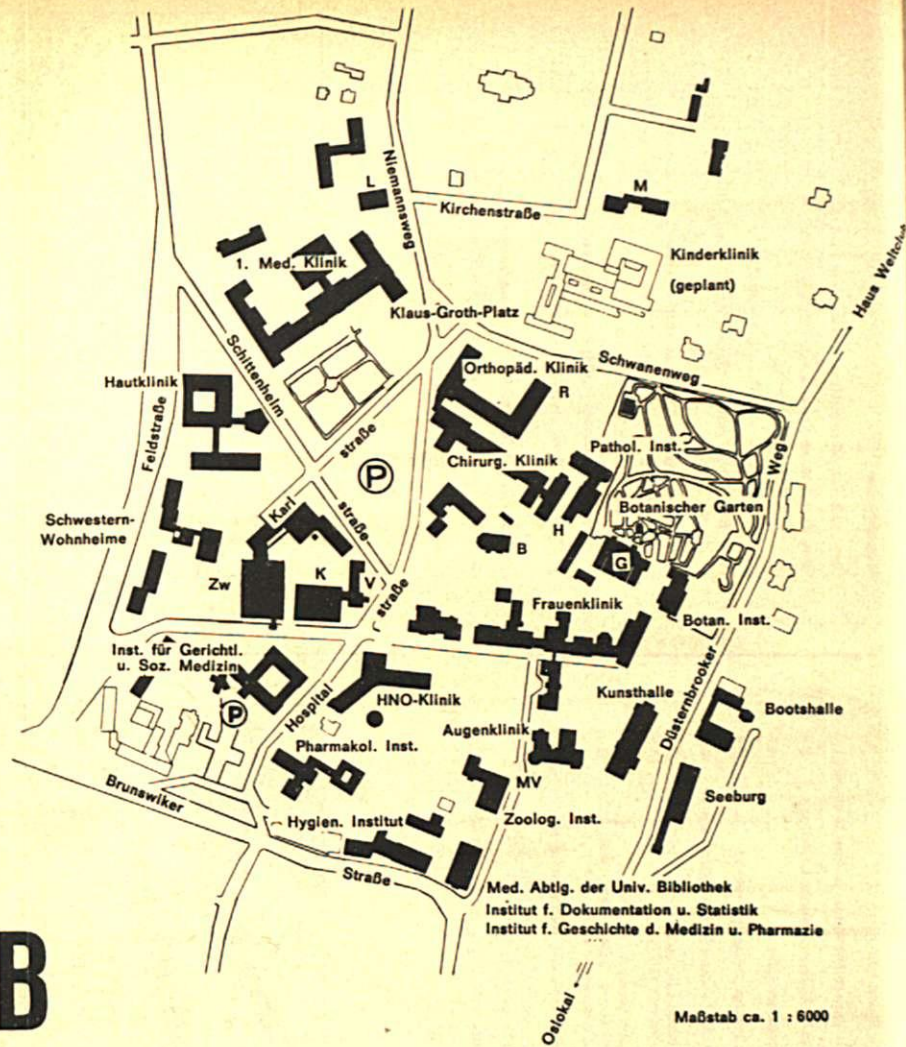 L
Niemannsweg
Kirchenstraße
M
1. Med. Klinik
Kinderklinik
(geplant)
Klaus-Groth-Platz
Schwanenweg
Hautklinik
Schittenhelm
straße
Orthopäd. Klinik
R
Feldstraße
straße
P
Chirurg. Klinik
Pathol. Inst.
Weg
Botanischer Garten
Schwestern-
Wohnheime
Karl
H
B
G
Zw
K
V
straße
Frauenklinik
Botan. Inst.
Inst. für Gerichtl.
u. Soz. Medizin
P
Hospital
HNO-Klinik
Kunsthalle
Düsternbrooker
Bootshalle
Augenklinik
Pharmakol. Inst.
MV
Seeburg
Brunswiker
Hygien. Institut
Zoolog. Inst.
Straße
Med. Abtlg. der Univ. Bibliothek
Institut f. Dokumentation u. Statistik
Institut f. Geschichte d. Medizin u. Pharmazie
B
Oslokai
Maßstab ca. 1 : 6000
Haus